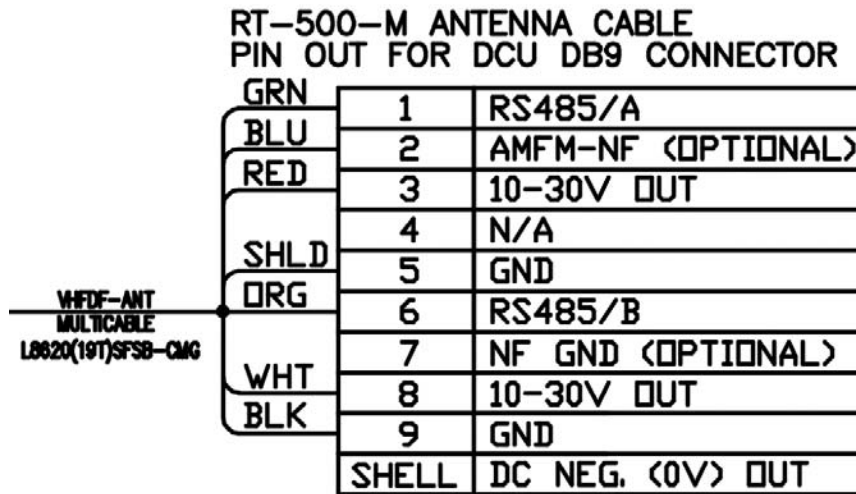 RT-500-M ANTENNA CABLE
PIN OUT FOR DCU DB9 CONNECTOR
GRN 1 RS485/A
BLU 2 AMFM-NF (OPTIONAL)
RED 3 10-30V OUT
4 N/A
SHLD 5 GND
ORG 6 RS485/B
7 NF GND (OPTIONAL)
WHT 8 10-30V OUT
BLK 9 GND
SHELL DC NEG. (0V) OUT
VHFDF-ANT
MULTICABLE
L8620(19T)SFSB-CMG